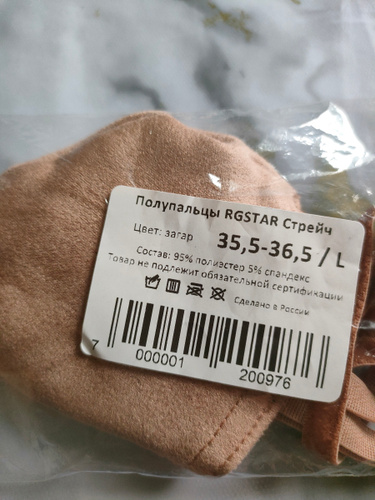 Полупальцы RGSTAR Стрейч
Цвет: загар 35,5-36,5 / L
Состав: 95% полиэстер 5% спандекс
Товар не подлежит обязательной сертификации
Сделано в России
7 000001 200976